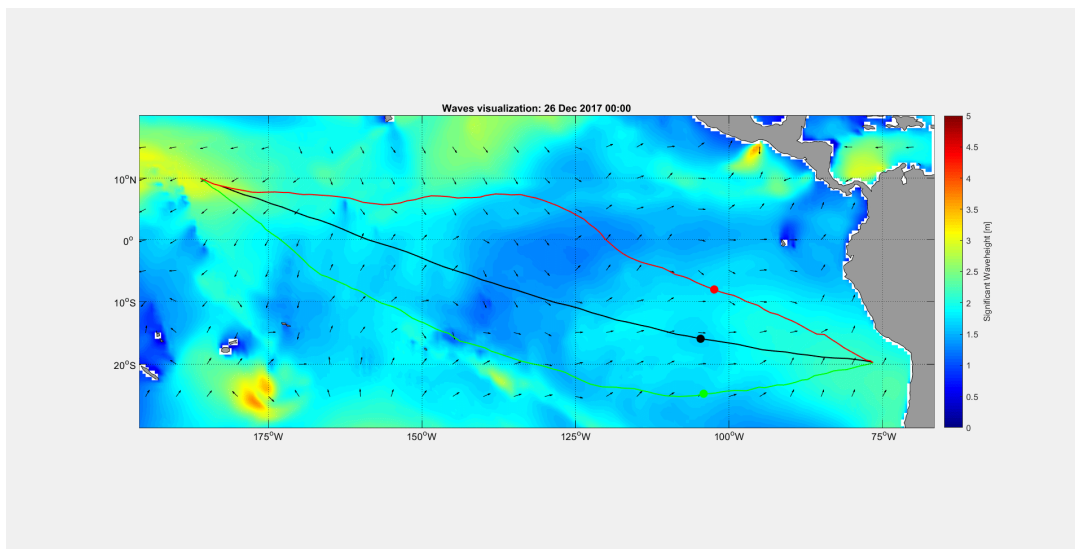 Waves visualization: 26 Dec 2017 00:00
10°N
0°
10°S
20°S
175°W
150°W
125°W
100°W
75°W
5
4.5
4
3.5
3
2.5
2
1.5
1
0.5
0
Significant Waveheight [m]